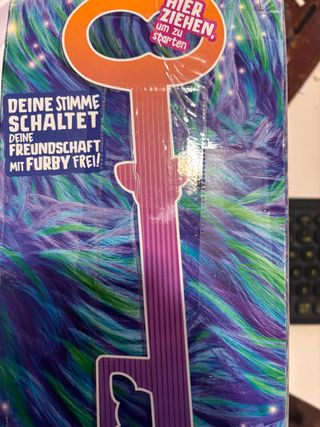 HIER
ZIEHEN,
um zu
starten
DEINE STIMME
SCHALTET
DEINE
FREUNDSCHAFT
MIT FURBY FREI!